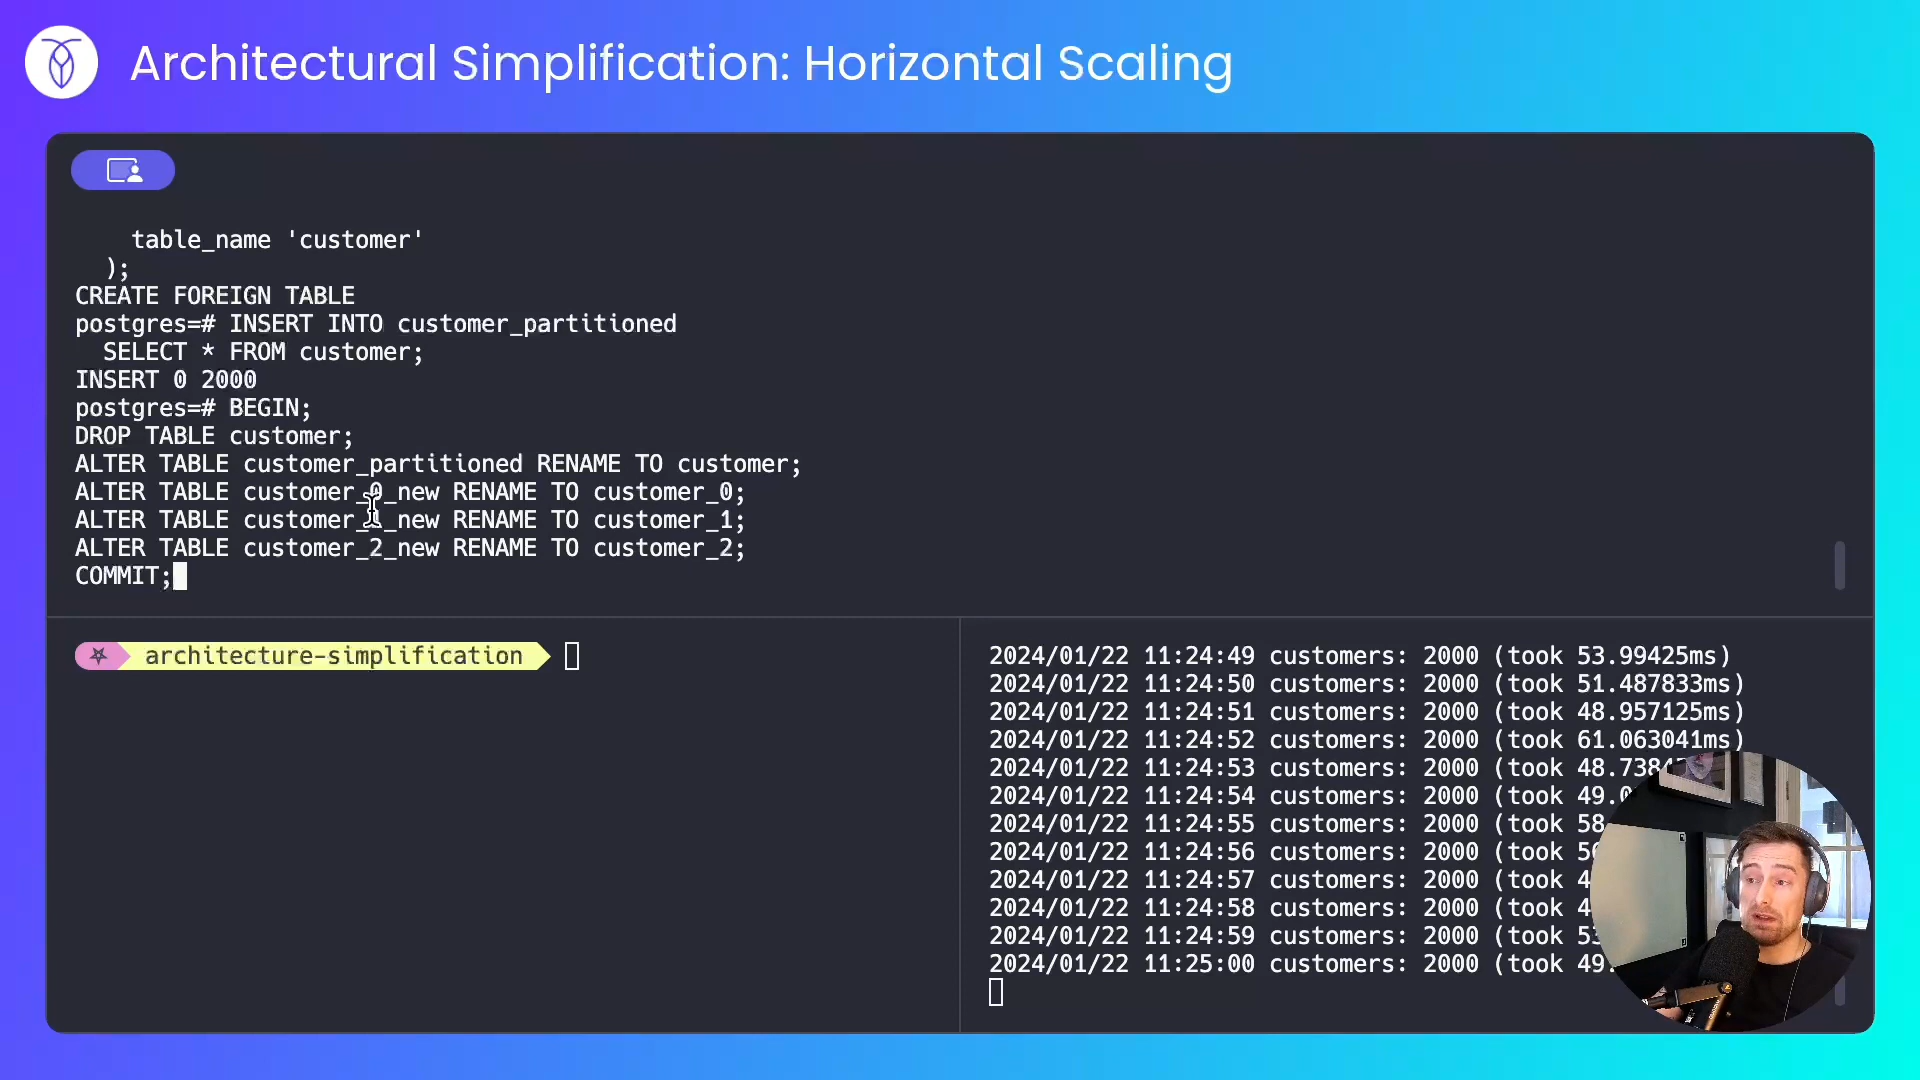 Architectural Simplification: Horizontal Scaling
table_name 'customer'
);
CREATE FOREIGN TABLE
postgres=# INSERT INTO customer_partitioned
SELECT * FROM customer;
INSERT 0 2000
postgres=# BEGIN;
DROP TABLE customer;
ALTER TABLE customer_partitioned RENAME TO customer;
ALTER TABLE customer_0_new RENAME TO customer_0;
ALTER TABLE customer_1_new RENAME TO customer_1;
ALTER TABLE customer_2_new RENAME TO customer_2;
COMMIT;
architecture-simplification
2024/01/22 11:24:49 customers: 2000 (took 53.99425ms)
2024/01/22 11:24:50 customers: 2000 (took 51.487833ms)
2024/01/22 11:24:51 customers: 2000 (took 48.957125ms)
2024/01/22 11:24:52 customers: 2000 (took 61.063041ms)
2024/01/22 11:24:53 customers: 2000 (took
2024/01/22 11:24:54 customers: 2000 (took
2024/01/22 11:24:55 customers: 2000 (took
2024/01/22 11:24:56 customers: 2000 (took
2024/01/22 11:24:57 customers: 2000 (took
2024/01/22 11:24:58 customers: 2000 (took
2024/01/22 11:24:59 customers: 2000 (took
2024/01/22 11:25:00 customers: 2000 (took